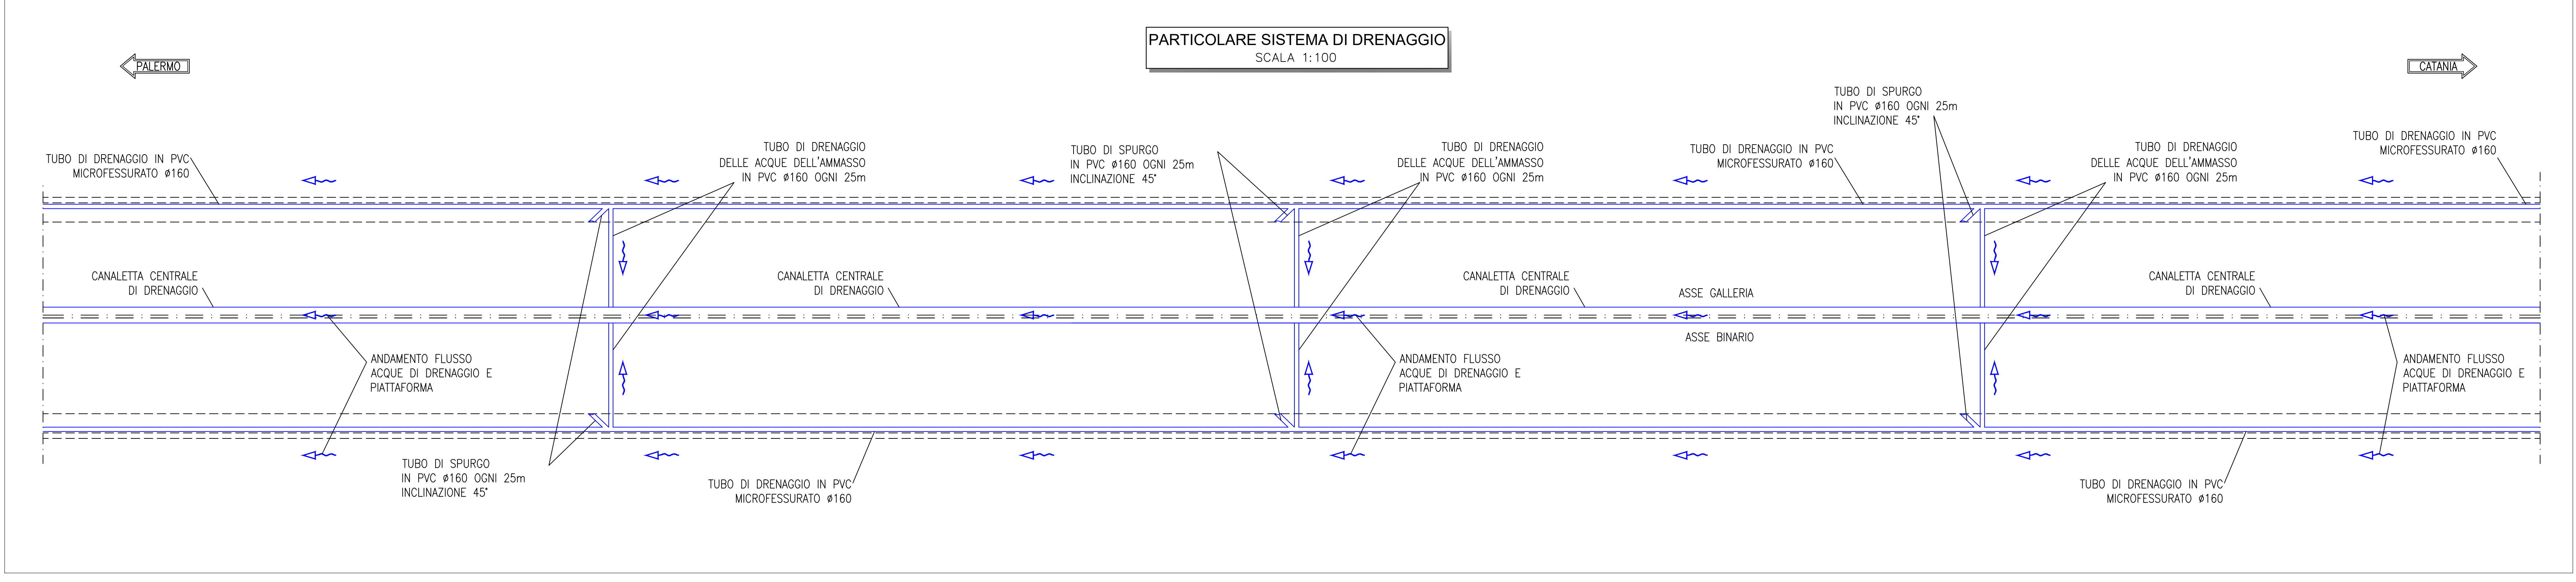 PARTICOLARE SISTEMA DI DRENAGGIO
SCALA 1:100
PALERMO
CATANIA
TUBO DI DRENAGGIO IN PVC
MICROFESSURATO ø160
TUBO DI DRENAGGIO
DELLE ACQUE DELL'AMMASSO
IN PVC ø160 OGNI 25m
TUBO DI SPURGO
IN PVC ø160 OGNI 25m
INCLINAZIONE 45°
TUBO DI DRENAGGIO
DELLE ACQUE DELL'AMMASSO
IN PVC ø160 OGNI 25m
TUBO DI DRENAGGIO IN PVC
MICROFESSURATO ø160
TUBO DI SPURGO
IN PVC ø160 OGNI 25m
INCLINAZIONE 45°
TUBO DI DRENAGGIO
DELLE ACQUE DELL'AMMASSO
IN PVC ø160 OGNI 25m
TUBO DI DRENAGGIO IN PVC
MICROFESSURATO ø160
CANALETTA CENTRALE
DI DRENAGGIO
CANALETTA CENTRALE
DI DRENAGGIO
CANALETTA CENTRALE
DI DRENAGGIO
ASSE GALLERIA
CANALETTA CENTRALE
DI DRENAGGIO
ASSE BINARIO
ANDAMENTO FLUSSO
ACQUE DI DRENAGGIO E
PIATTAFORMA
ANDAMENTO FLUSSO
ACQUE DI DRENAGGIO E
PIATTAFORMA
ANDAMENTO FLUSSO
ACQUE DI DRENAGGIO E
PIATTAFORMA
TUBO DI SPURGO
IN PVC ø160 OGNI 25m
INCLINAZIONE 45°
TUBO DI DRENAGGIO IN PVC
MICROFESSURATO ø160
TUBO DI DRENAGGIO IN PVC
MICROFESSURATO ø160